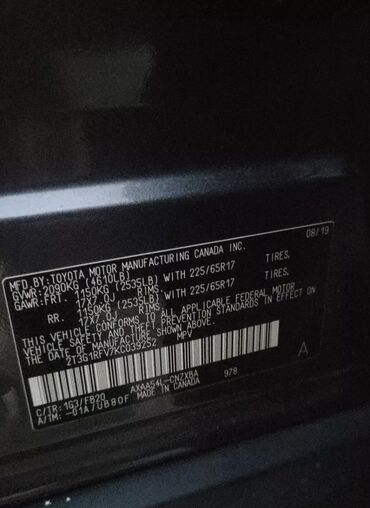 MFD.BY:TOYOTA MOTOR MANUFACTURING CANADA INC. 08/19
GVWR:2090KG (4610LB)
GAWR:FRT. 1150KG (2535LB) WITH 225/65R17 TIRES.
17X7.0J RIMS
RR. 1150KG (2535LB) WITH 225/65R17 TIRES.
17X7.0J RIMS
THIS VEHICLE CONFORMS TO ALL APPLICABLE FEDERAL MOTOR
VEHICLE SAFETY AND THEFT PREVENTION STANDARDS IN EFFECT ON
THE DATE OF MANUFACTURE SHOWN ABOVE.
2T3G1RFV7KC039252 MPV
A
C/TR:1G3/FB20 AXAA54L-CNZXBA 978
A/TM:-01A/UB80F MADE IN CANADA